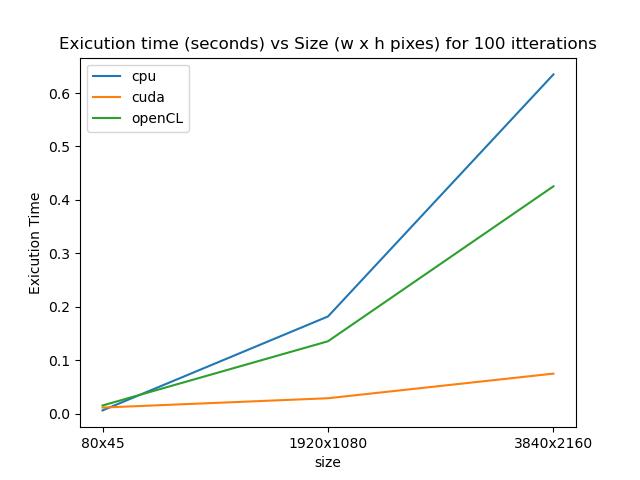 Exicution time (seconds) vs Size (w x h pixes) for 100 itterations
cpu
cuda
openCL
Exicution Time
0.6
0.5
0.4
0.3
0.2
0.1
0.0
80x45
1920x1080
3840x2160
size